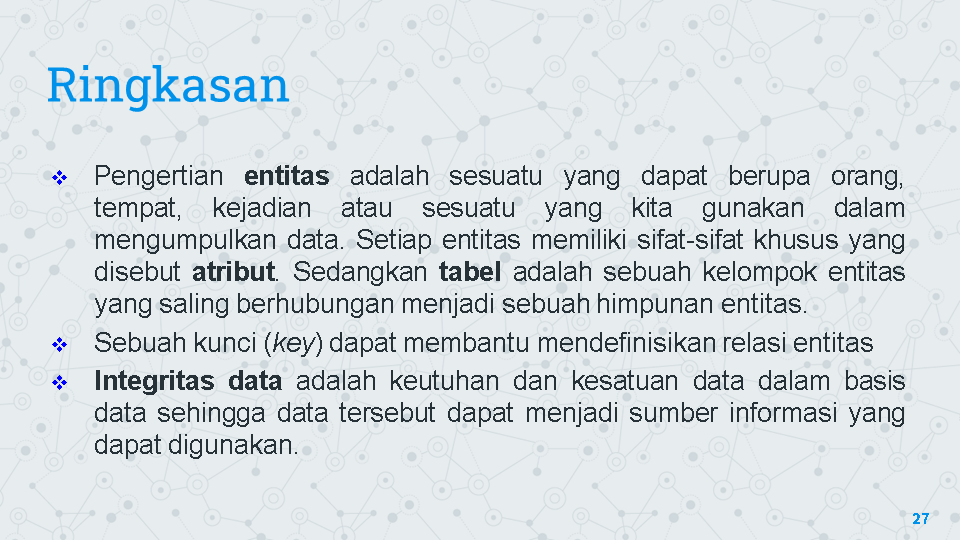 Ringkasan
❖ Pengertian entitas adalah sesuatu yang dapat berupa orang,
tempat, kejadian atau sesuatu yang kita gunakan dalam
mengumpulkan data. Setiap entitas memiliki sifat-sifat khusus yang
disebut atribut. Sedangkan tabel adalah sebuah kelompok entitas
yang saling berhubungan menjadi sebuah himpunan entitas.
❖ Sebuah kunci (key) dapat membantu mendefinisikan relasi entitas
❖ Integritas data adalah keutuhan dan kesatuan data dalam basis
data sehingga data tersebut dapat menjadi sumber informasi yang
dapat digunakan.
27